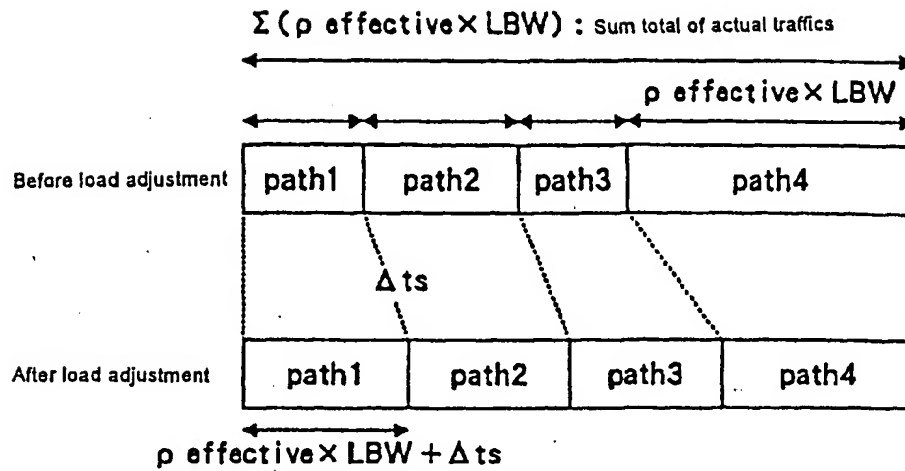 Σ(ρ effective×LBW) : Sum total of actual traffics
ρ effective×LBW
Before load adjustment path1 path2 path3 path4
Δts
After load adjustment path1 path2 path3 path4
ρ effective×LBW+Δts